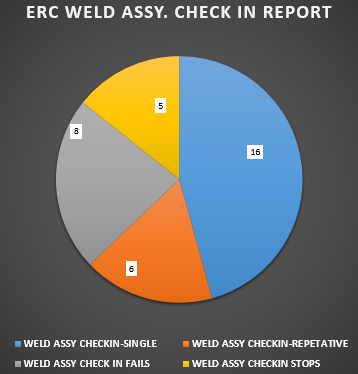 ERC WELD ASSY. CHECK IN REPORT
5
8
16
6
WELD ASSY CHECKIN-SINGLE
WELD ASSY CHECKIN-REPETATIVE
WELD ASSY CHECK IN FAILS
WELD ASSY CHECKIN STOPS